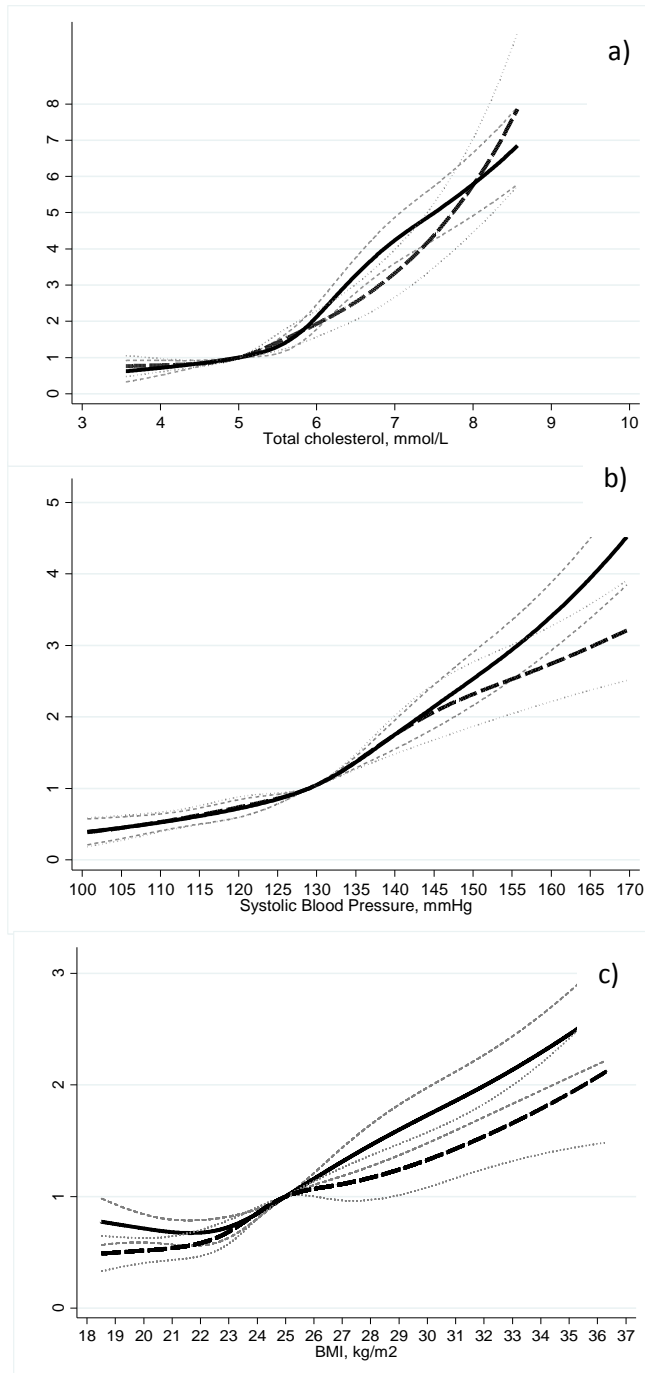 a)
8
7
6
5
4
3
2
1
0
3 4 5 6 7 8 9 10
Total cholesterol, mmol/L
b)
5
4
3
2
1
0
100 105 110 115 120 125 130 135 140 145 150 155 160 165 170
Systolic Blood Pressure, mmHg
c)
3
2
1
0
18 19 20 21 22 23 24 25 26 27 28 29 30 31 32 33 34 35 36 37
BMI, kg/m2